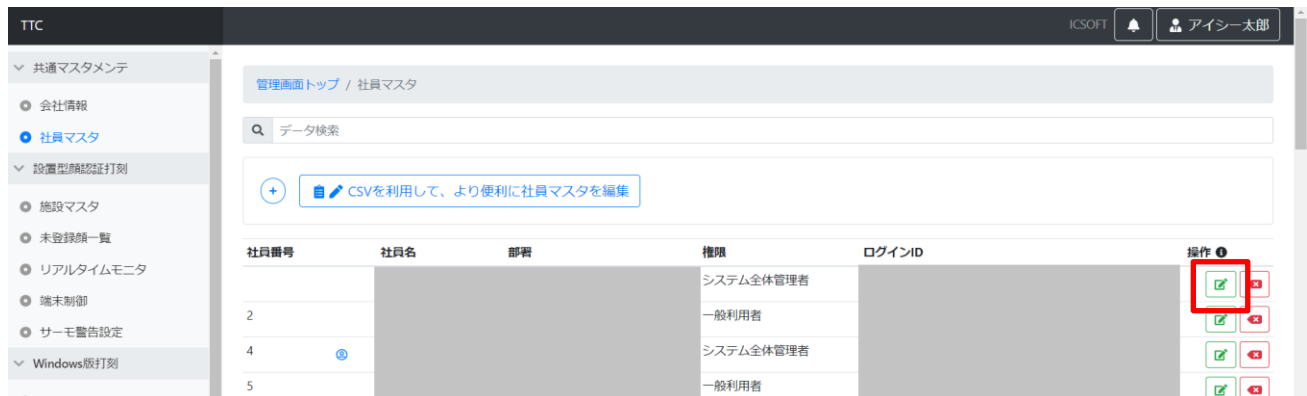 TTC
ICSOFT
アイシー太郎
共通マスタメンテ
会社情報
社員マスタ
設置型顔認証打刻
施設マスタ
未登録顔一覧
リアルタイムモニタ
端末制御
サーモ警告設定
Windows版打刻
管理画面トップ / 社員マスタ
データ検索
CSVを利用して、より便利に社員マスタを編集
社員番号 社員名 部署 権限 ログインID 操作
システム全体管理者
2 一般利用者
4 システム全体管理者
5 一般利用者